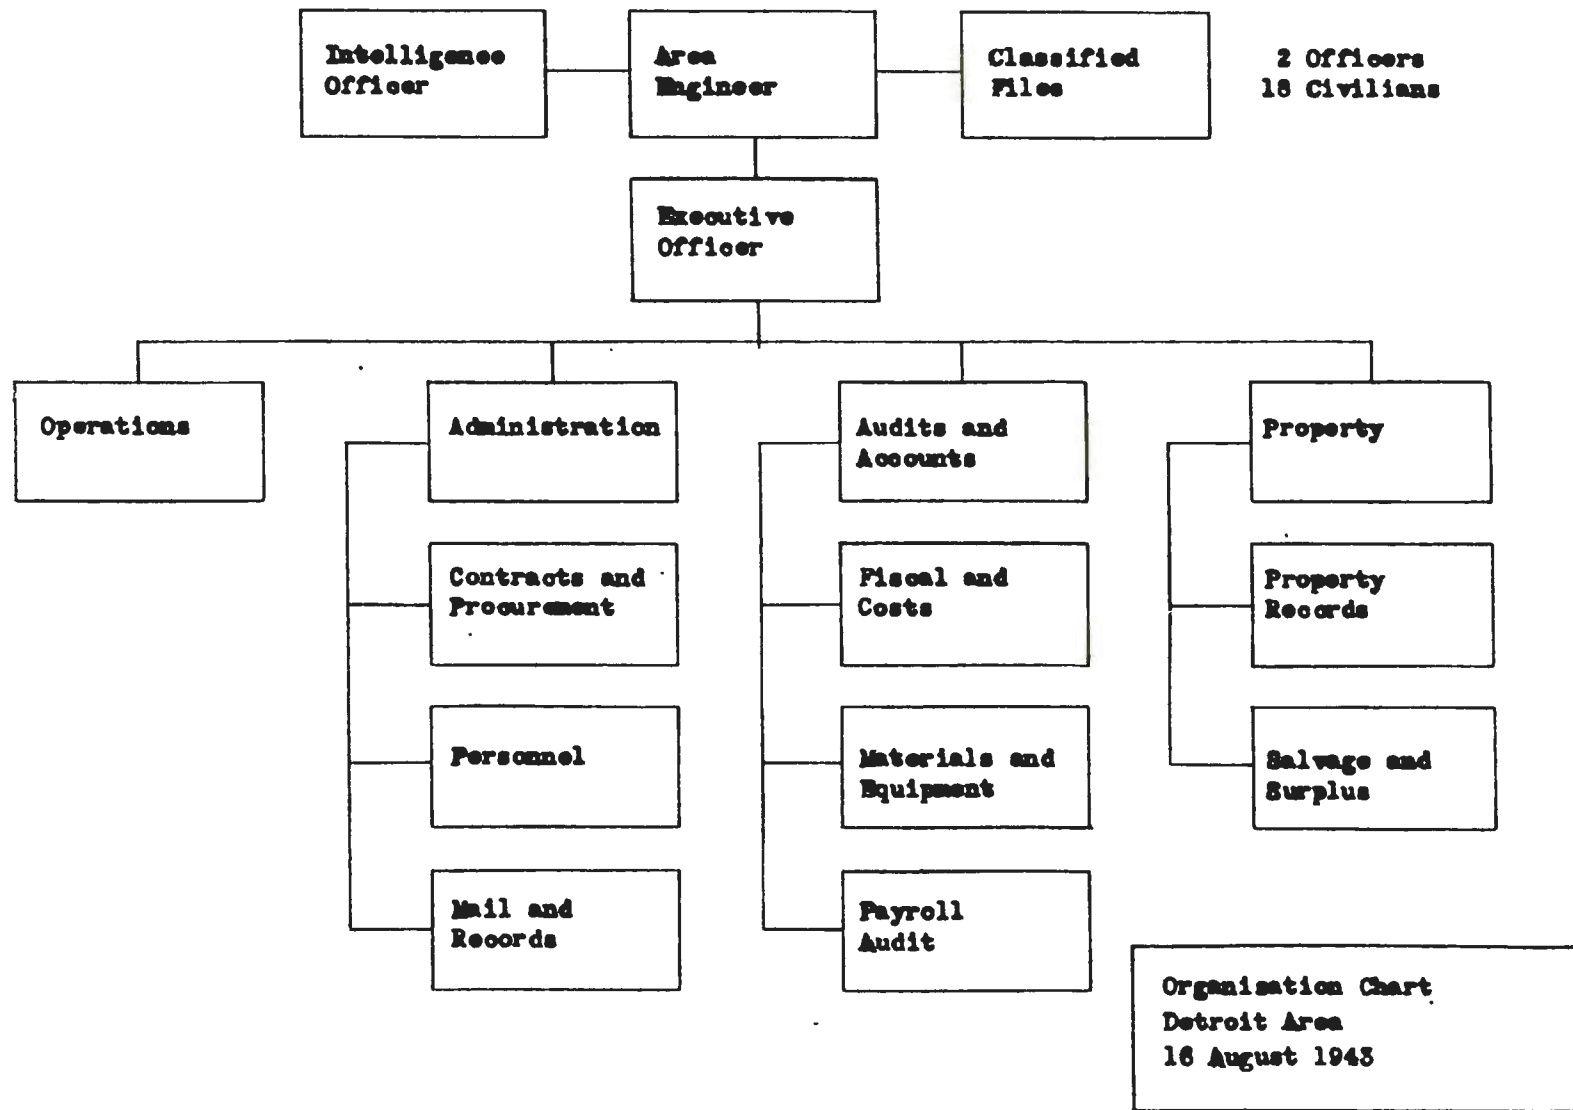 Intelligence
Officer
Area
Engineer
Classified
Files
2 Officers
18 Civilians
Executive
Officer
Operations
Administration
Audits and
Accounts
Property
Contracts and
Procurement
Fiscal and
Costs
Property
Records
Personnel
Materials and
Equipment
Salvage and
Surplus
Mail and
Records
Payroll
Audit
Organization Chart
Detroit Area
16 August 1943